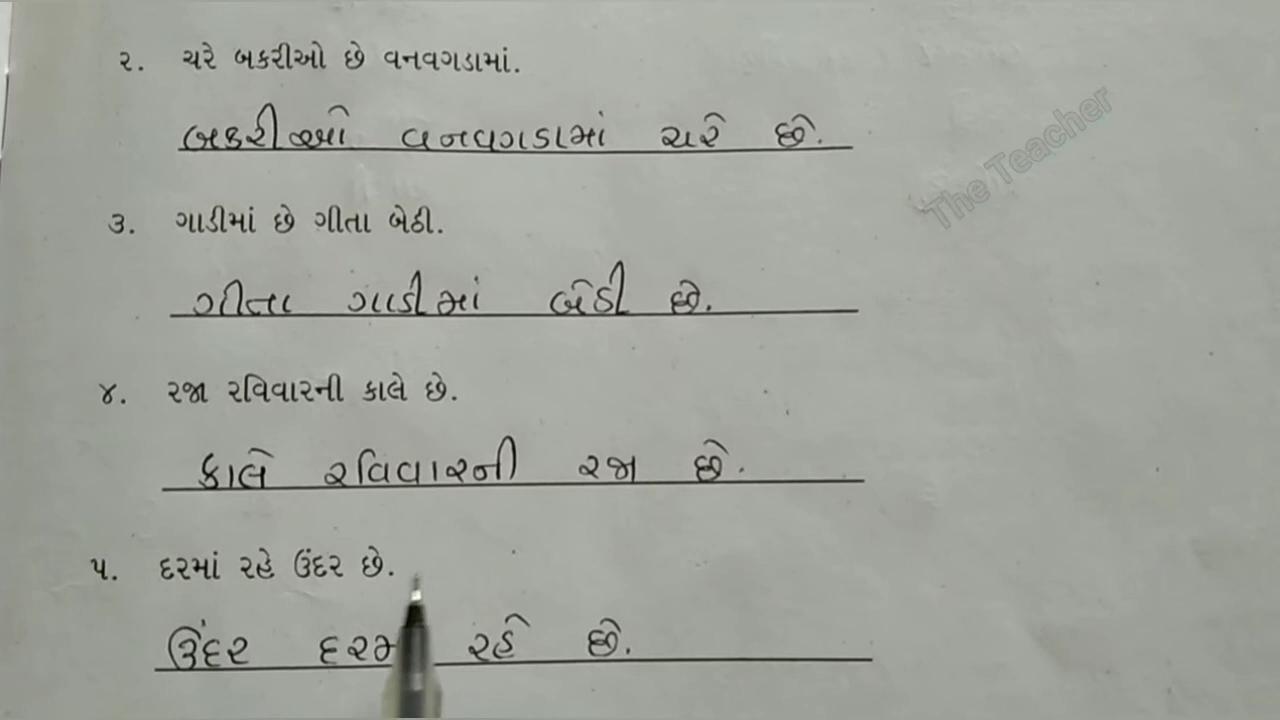 ૨. ચરે બકરીઓ છે વનવગડામાં.
બકરીઓ વનવગડામાં ચરે છે.
The Teacher
૩. ગાડીમાં છે ગીતા બેઠી.
ગીતા ગાડીમાં બેઠી છે.
૪. રજા રવિવારની કાલે છે.
કાલે રવિવારની રજા છે.
૫. દરમાં રહે ઉંદર છે.
ઉંદર રહે છે.